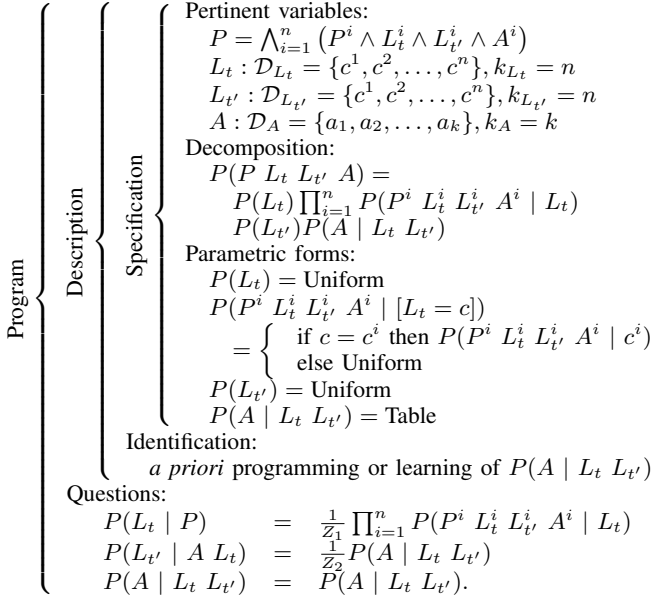 Program
Description
Specification
Pertinent variables:
P = ⋀_{i=1}^{n} (P^i ∧ L_t^i ∧ L_{t'}^i ∧ A^i)
L_t : 𝒟_{L_t} = {c^1, c^2, …, c^n}, k_{L_t} = n
L_{t'} : 𝒟_{L_{t'}} = {c^1, c^2, …, c^n}, k_{L_{t'}} = n
A : 𝒟_A = {a_1, a_2, …, a_k}, k_A = k
Decomposition:
P(P L_t L_{t'} A) =
P(L_t) ∏_{i=1}^{n} P(P^i L_t^i L_{t'}^i A^i | L_t)
P(L_{t'})P(A | L_t L_{t'})
Parametric forms:
P(L_t) = Uniform
P(P^i L_t^i L_{t'}^i A^i | [L_t = c])
= { if c = c^i then P(P^i L_t^i L_{t'}^i A^i | c^i)
else Uniform
P(L_{t'}) = Uniform
P(A | L_t L_{t'}) = Table
Identification:
a priori programming or learning of P(A | L_t L_{t'})
Questions:
P(L_t | P) = 1/Z_1 ∏_{i=1}^{n} P(P^i L_t^i L_{t'}^i A^i | L_t)
P(L_{t'} | A L_t) = 1/Z_2 P(A | L_t L_{t'})
P(A | L_t L_{t'}) = P(A | L_t L_{t'}).